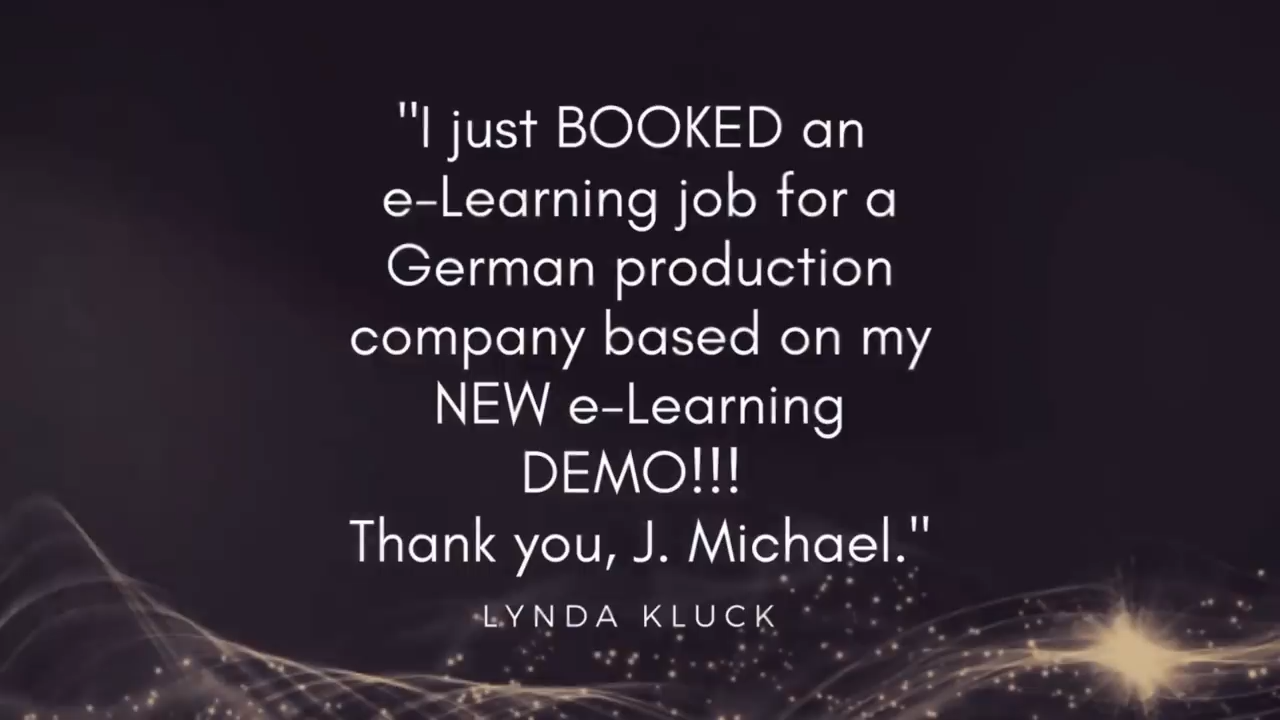 "I just BOOKED an
e-Learning job for a
German production
company based on my
NEW e-Learning
DEMO!!!
Thank you, J. Michael."
LYNDA KLUCK